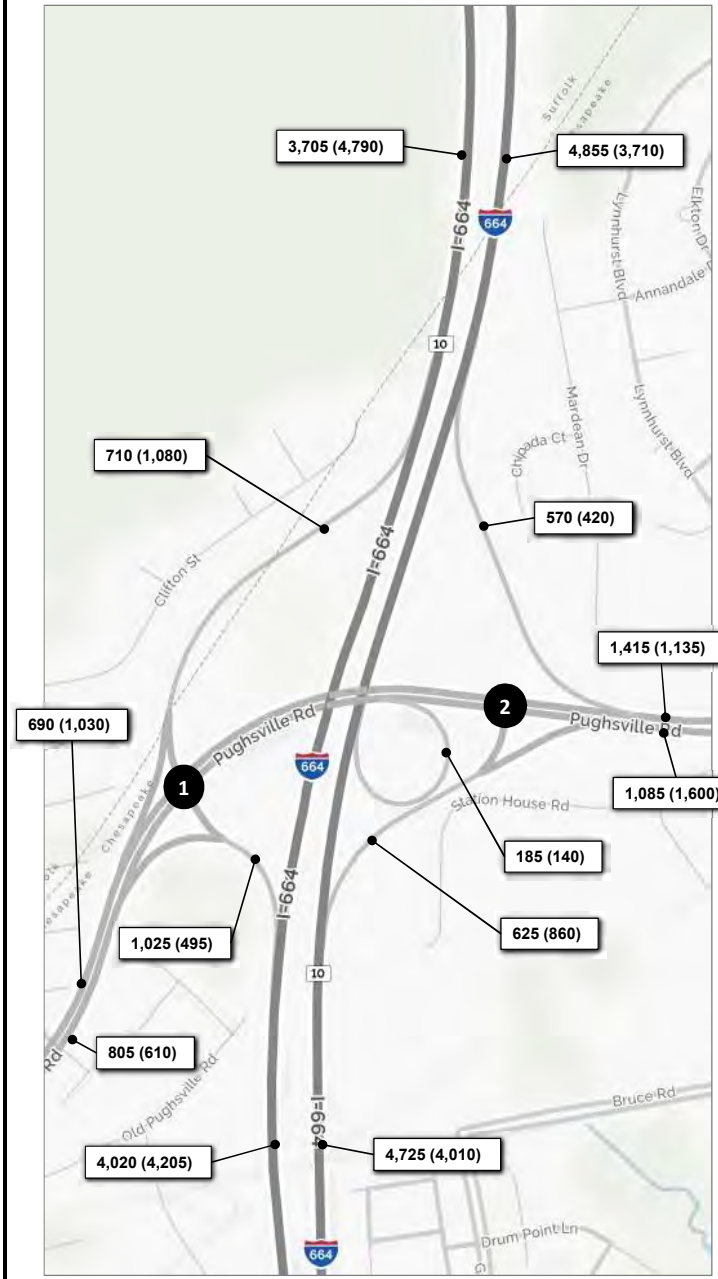 Suffolk
Chesapeake
3,705 (4,790)
4,855 (3,710)
I-664
664
Lynnhurst Blvd
Elkton Dr
Annandale
10
Mardean Dr
Lynnhurst Blvd
Chipada Ct
710 (1,080)
570 (420)
I-664
Clifton St
1,415 (1,135)
690 (1,030)
Pughsville Rd
2
Pughsville Rd
664
1
1,085 (1,600)
Station House Rd
Chesapeake
185 (140)
olk
esapeake
I-664
1,025 (495)
625 (860)
10
Rd
805 (610)
Old Pughsville Rd
Bruce Rd
I-664
4,020 (4,205)
4,725 (4,010)
664
Drum Point Ln
G